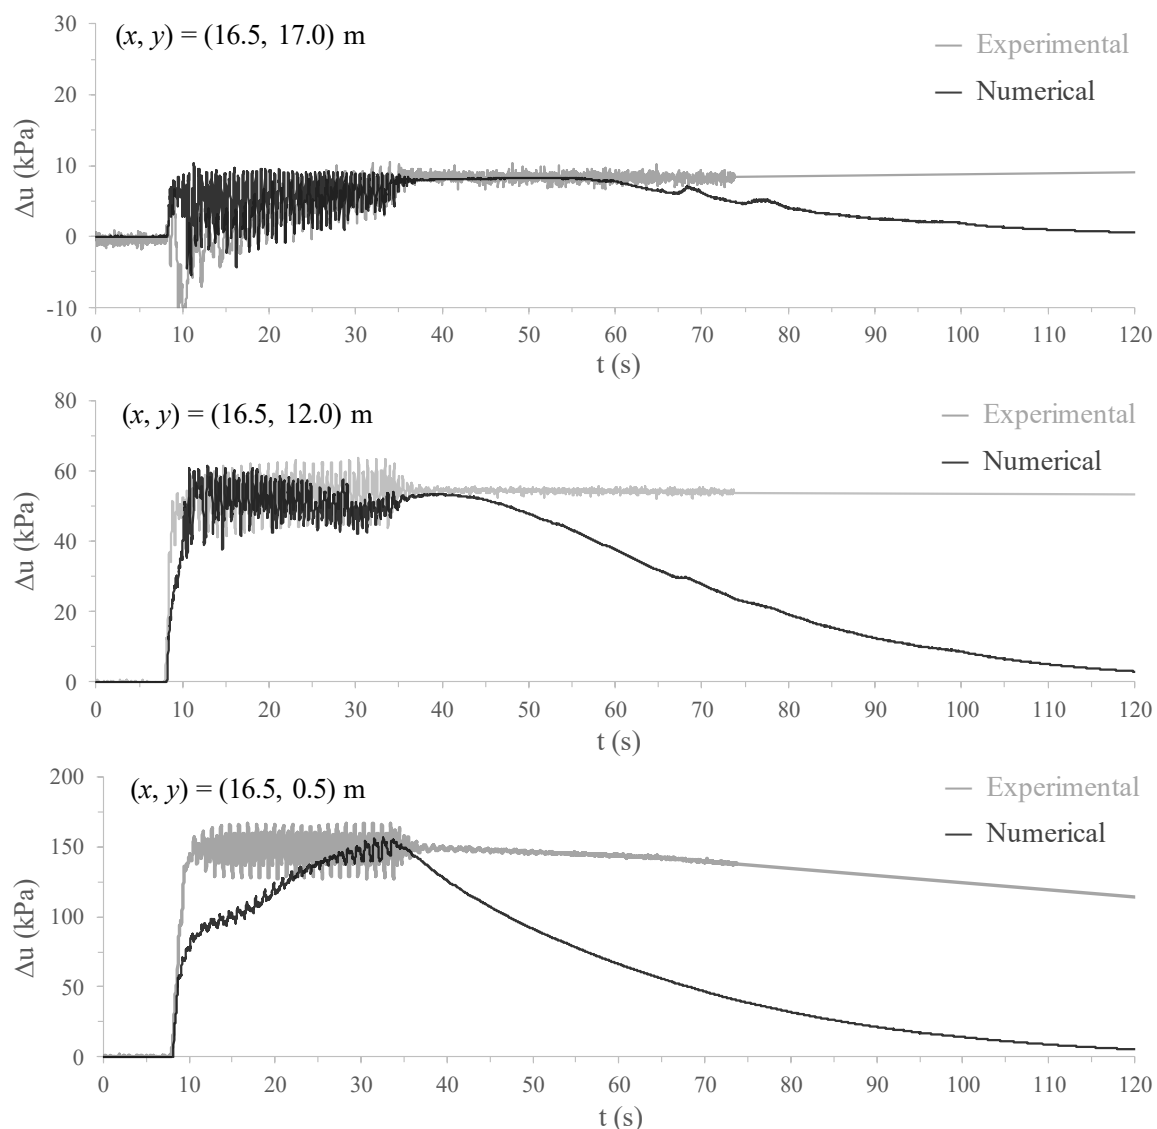 30
(x, y) = (16.5, 17.0) m
Experimental
Numerical
20
10
0
-10
Δu (kPa)
0 10 20 30 40 50 60 70 80 90 100 110 120
t (s)
80
(x, y) = (16.5, 12.0) m
Experimental
Numerical
60
40
20
0
Δu (kPa)
0 10 20 30 40 50 60 70 80 90 100 110 120
t (s)
200
(x, y) = (16.5, 0.5) m
Experimental
Numerical
150
100
50
0
Δu (kPa)
0 10 20 30 40 50 60 70 80 90 100 110 120
t (s)